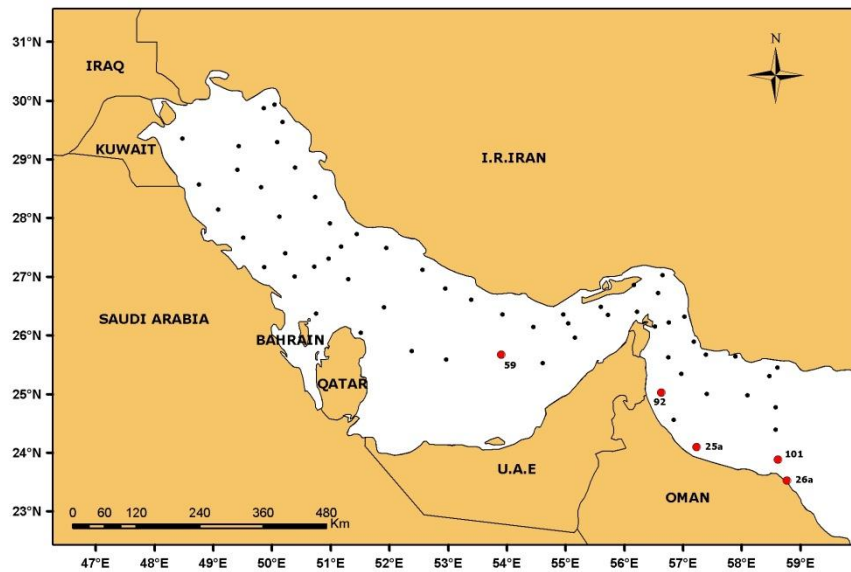 N
31°N
IRAQ
30°N
KUWAIT
29°N
I.R.IRAN
28°N
27°N
SAUDI ARABIA
26°N
BAHRAIN
59
QATAR
25°N
92
24°N
25a
101
U.A.E
26a
OMAN
23°N
0 30 60 120 240 360 480
Km
47°E 48°E 49°E 50°E 51°E 52°E 53°E 54°E 55°E 56°E 57°E 58°E 59°E